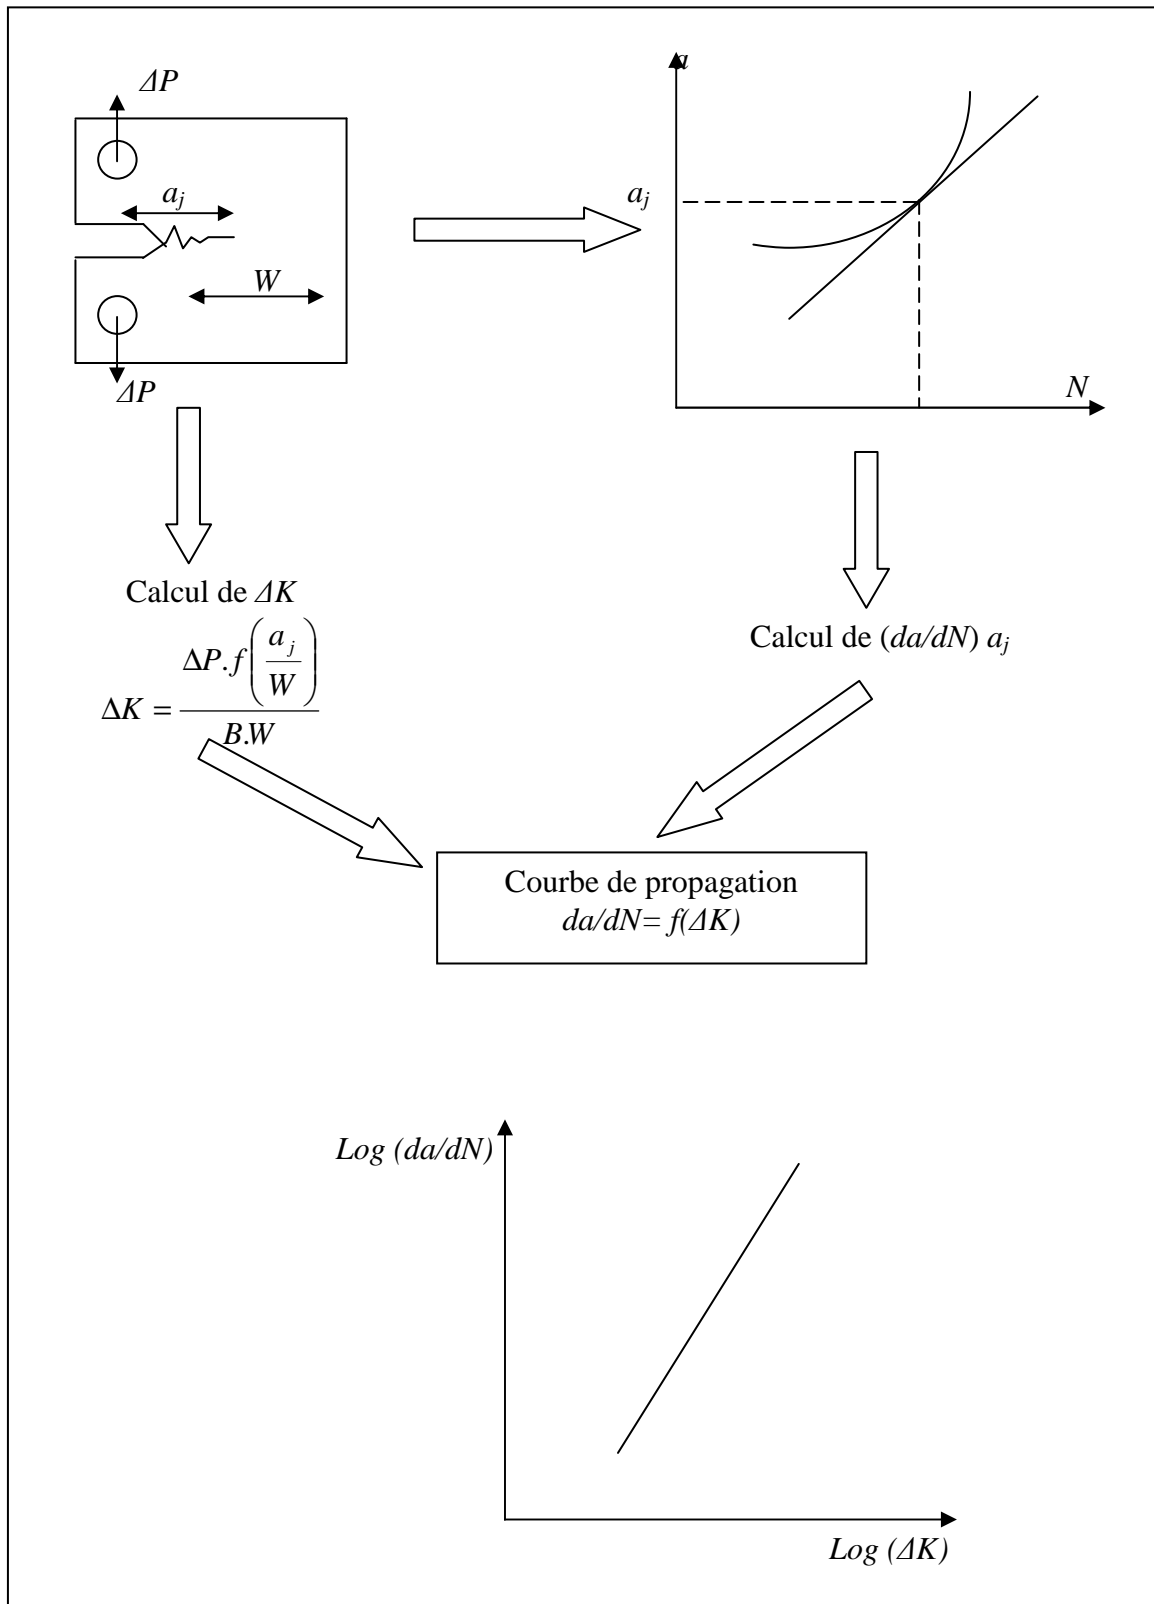 ΔP
a
a_j
a_j
W
N
ΔP
Calcul de ΔK
ΔK = ΔP.f(a_j/W) / B.W
Calcul de (da/dN) a_j
Courbe de propagation
da/dN= f(ΔK)
Log (da/dN)
Log (ΔK)